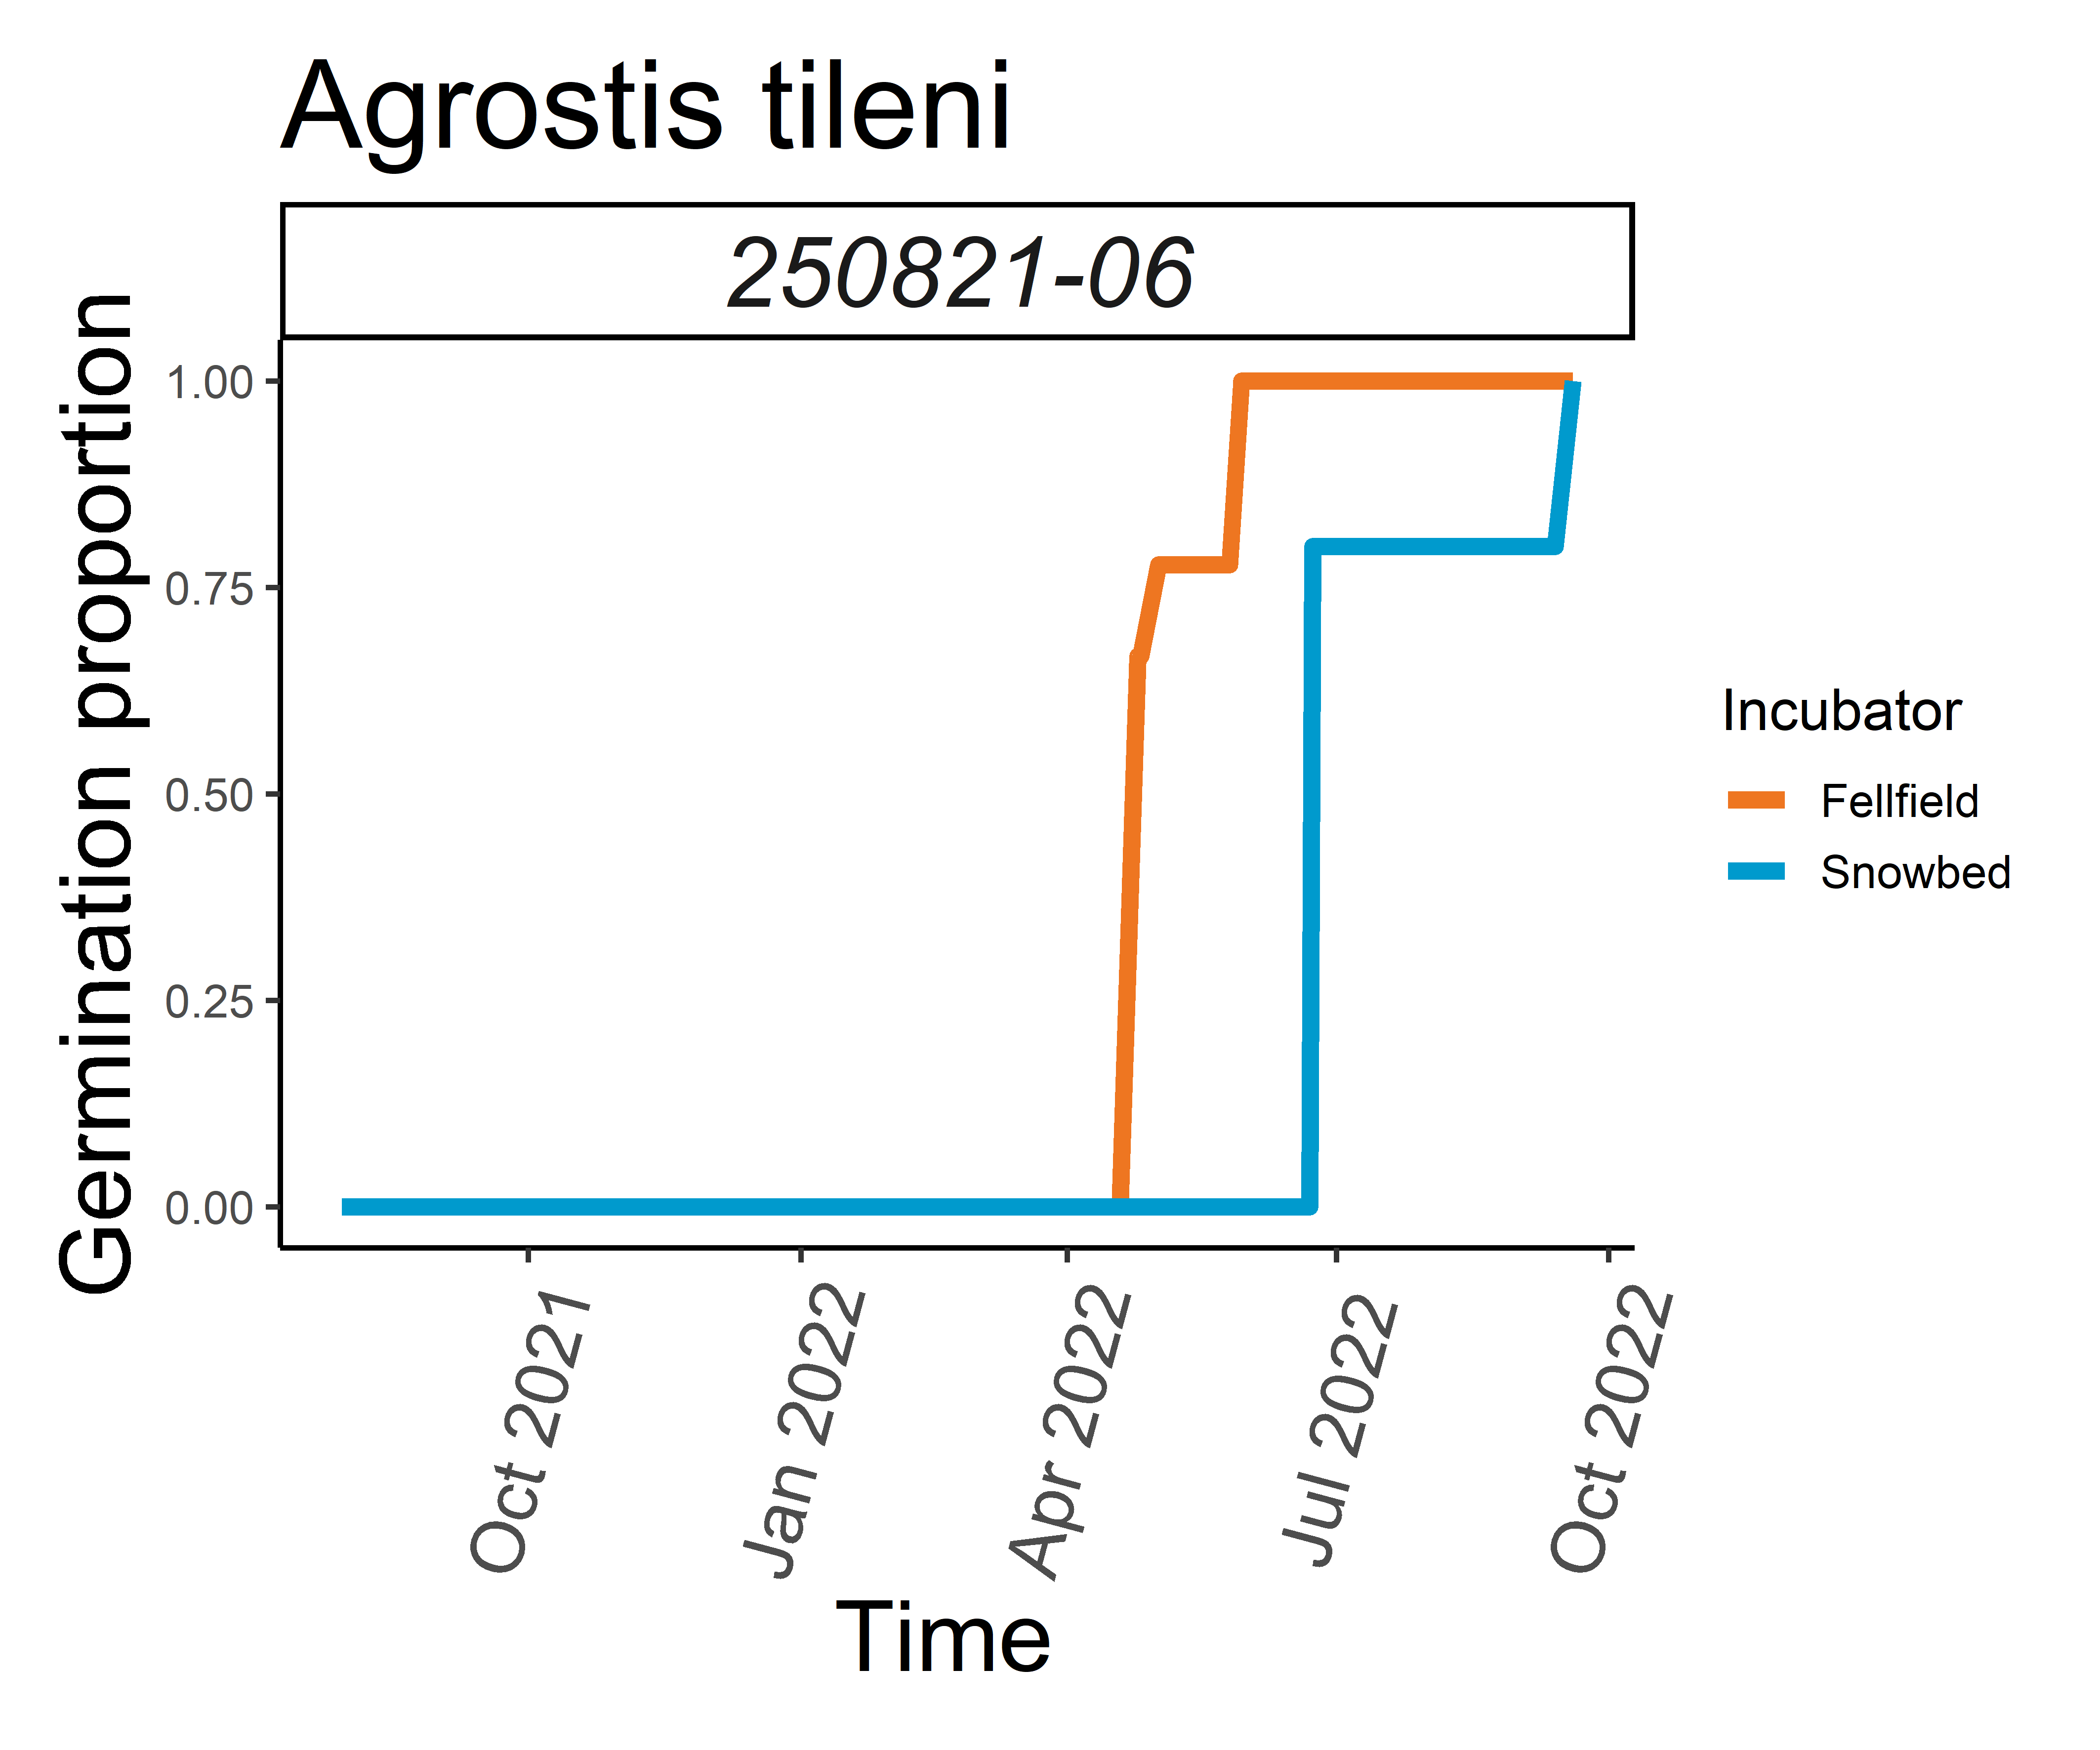 Agrostis tileni
250821-06
Germination proportion
1.00
0.75
0.50
0.25
0.00
Oct 2021
Jan 2022
Apr 2022
Jul 2022
Oct 2022
Time
Incubator
Fellfield
Snowbed